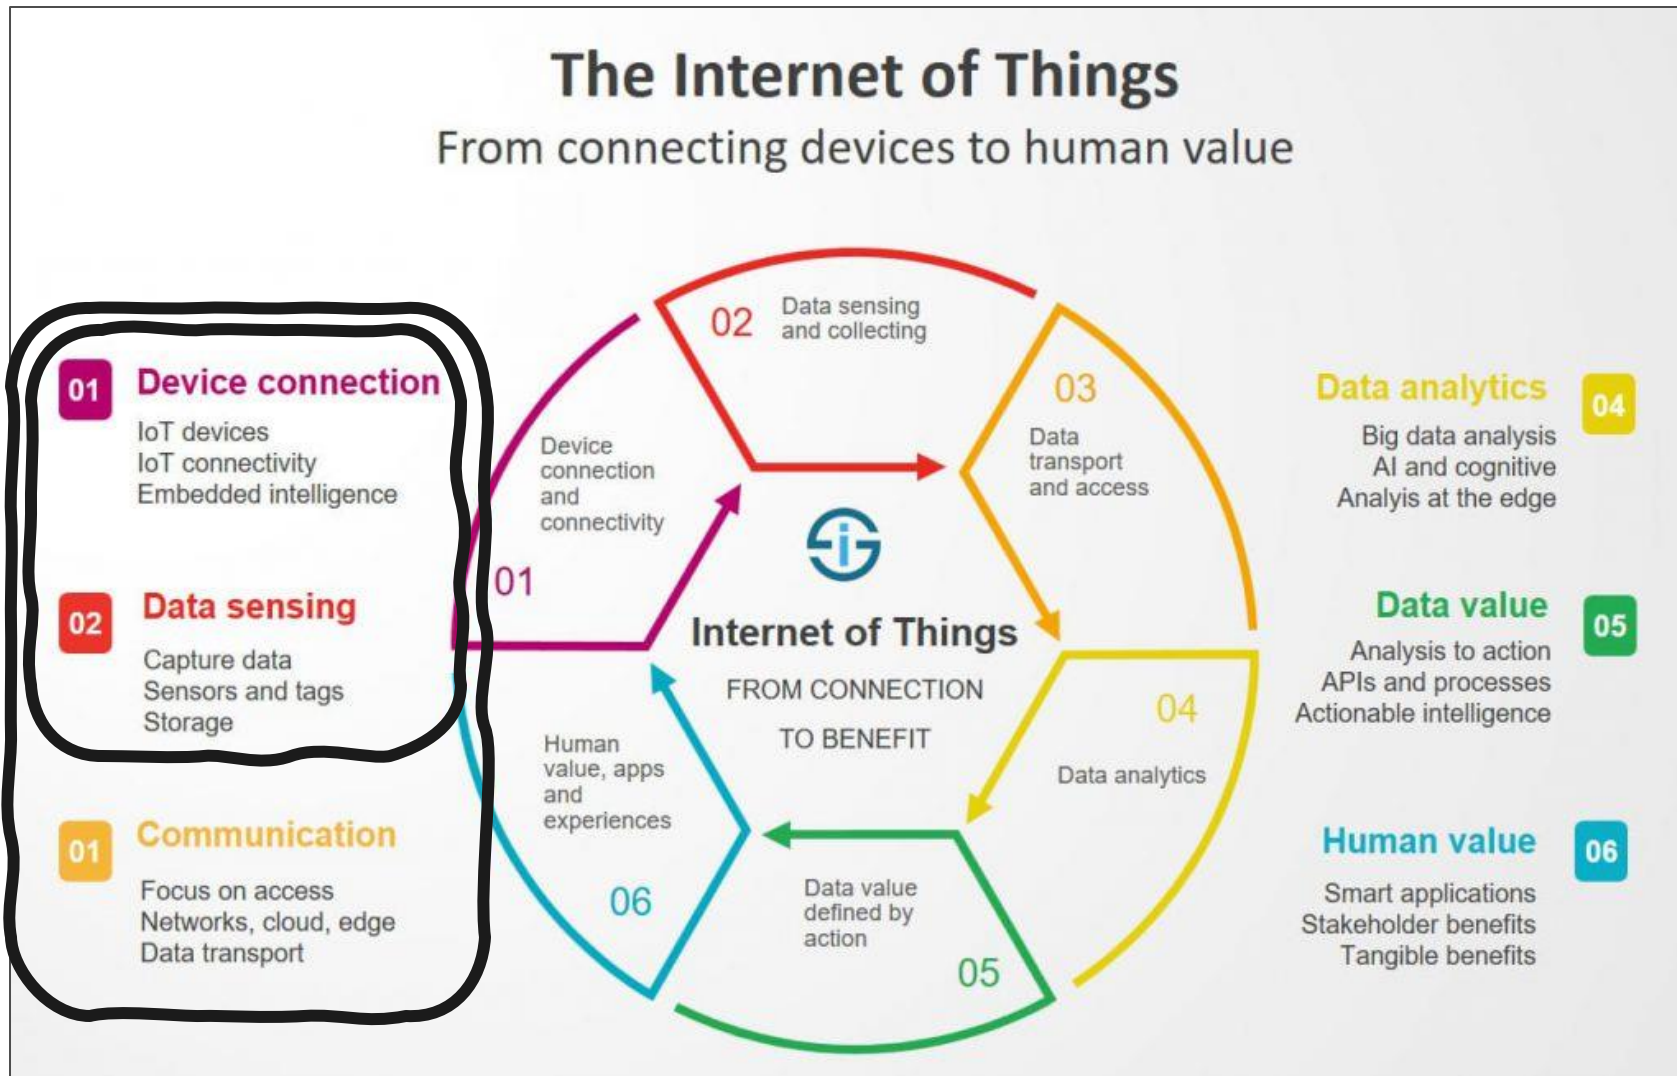 The Internet of Things
From connecting devices to human value
01
Device connection
IoT devices
IoT connectivity
Embedded intelligence
02
Data sensing
Capture data
Sensors and tags
Storage
01
Communication
Focus on access
Networks, cloud, edge
Data transport
01
Device
connection
and
connectivity
02
Data sensing
and collecting
03
Data
transport
and access
04
Data analytics
05
Data value
defined by
action
06
Human
value, apps
and
experiences
Internet of Things
FROM CONNECTION
TO BENEFIT
Data analytics
04
Big data analysis
AI and cognitive
Analyis at the edge
Data value
05
Analysis to action
APIs and processes
Actionable intelligence
Human value
06
Smart applications
Stakeholder benefits
Tangible benefits